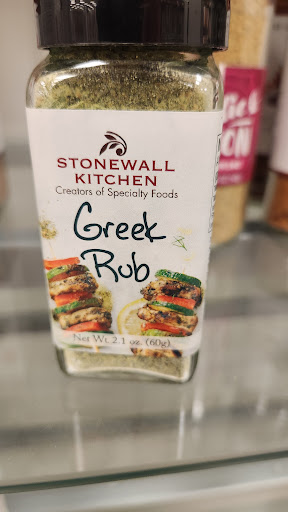 STONEWALL
KITCHEN
Creators of Specialty Foods
Greek
Rub
Net Wt. 2.1 oz. (60g)